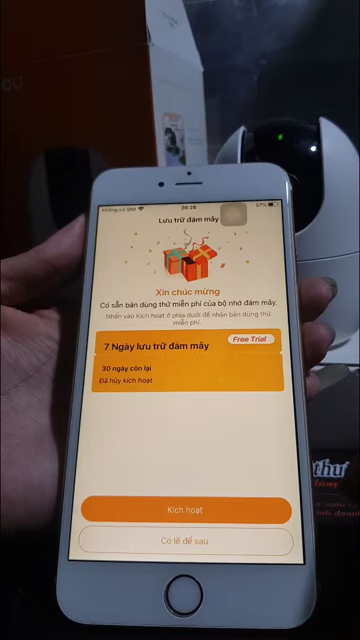 Không có SIM
20:28
57%
Lưu trữ đám mây
Xin chúc mừng
Có sẵn bản dùng thử miễn phí của bộ nhớ đám mây.
Nhấn vào Kích hoạt ở phía dưới để nhận bản dùng thử
miễn phí.
7 Ngày lưu trữ đám mây
Free Trial
30 ngày còn lại
Đã hủy kích hoạt
Kích hoạt
Có lẽ để sau